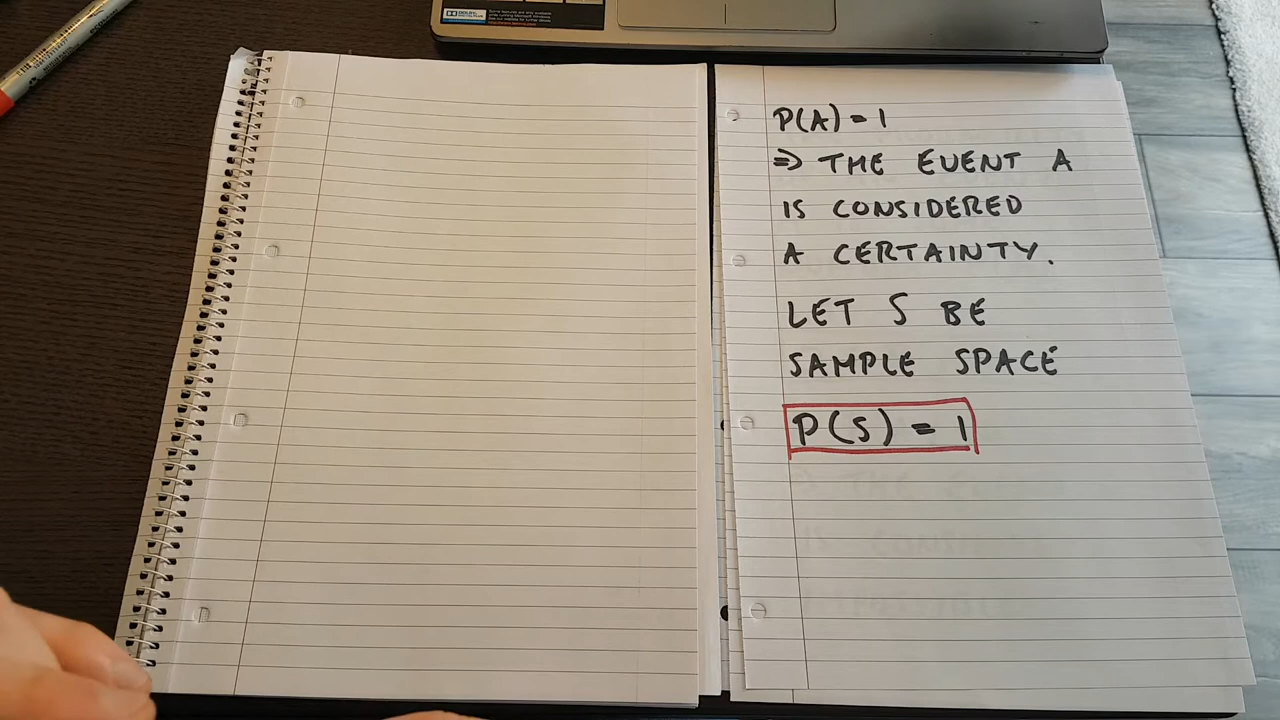 P(A) = 1
⇒ THE EVENT A
IS CONSIDERED
A CERTAINTY.
LET S BE
SAMPLE SPACE
P(S) = 1